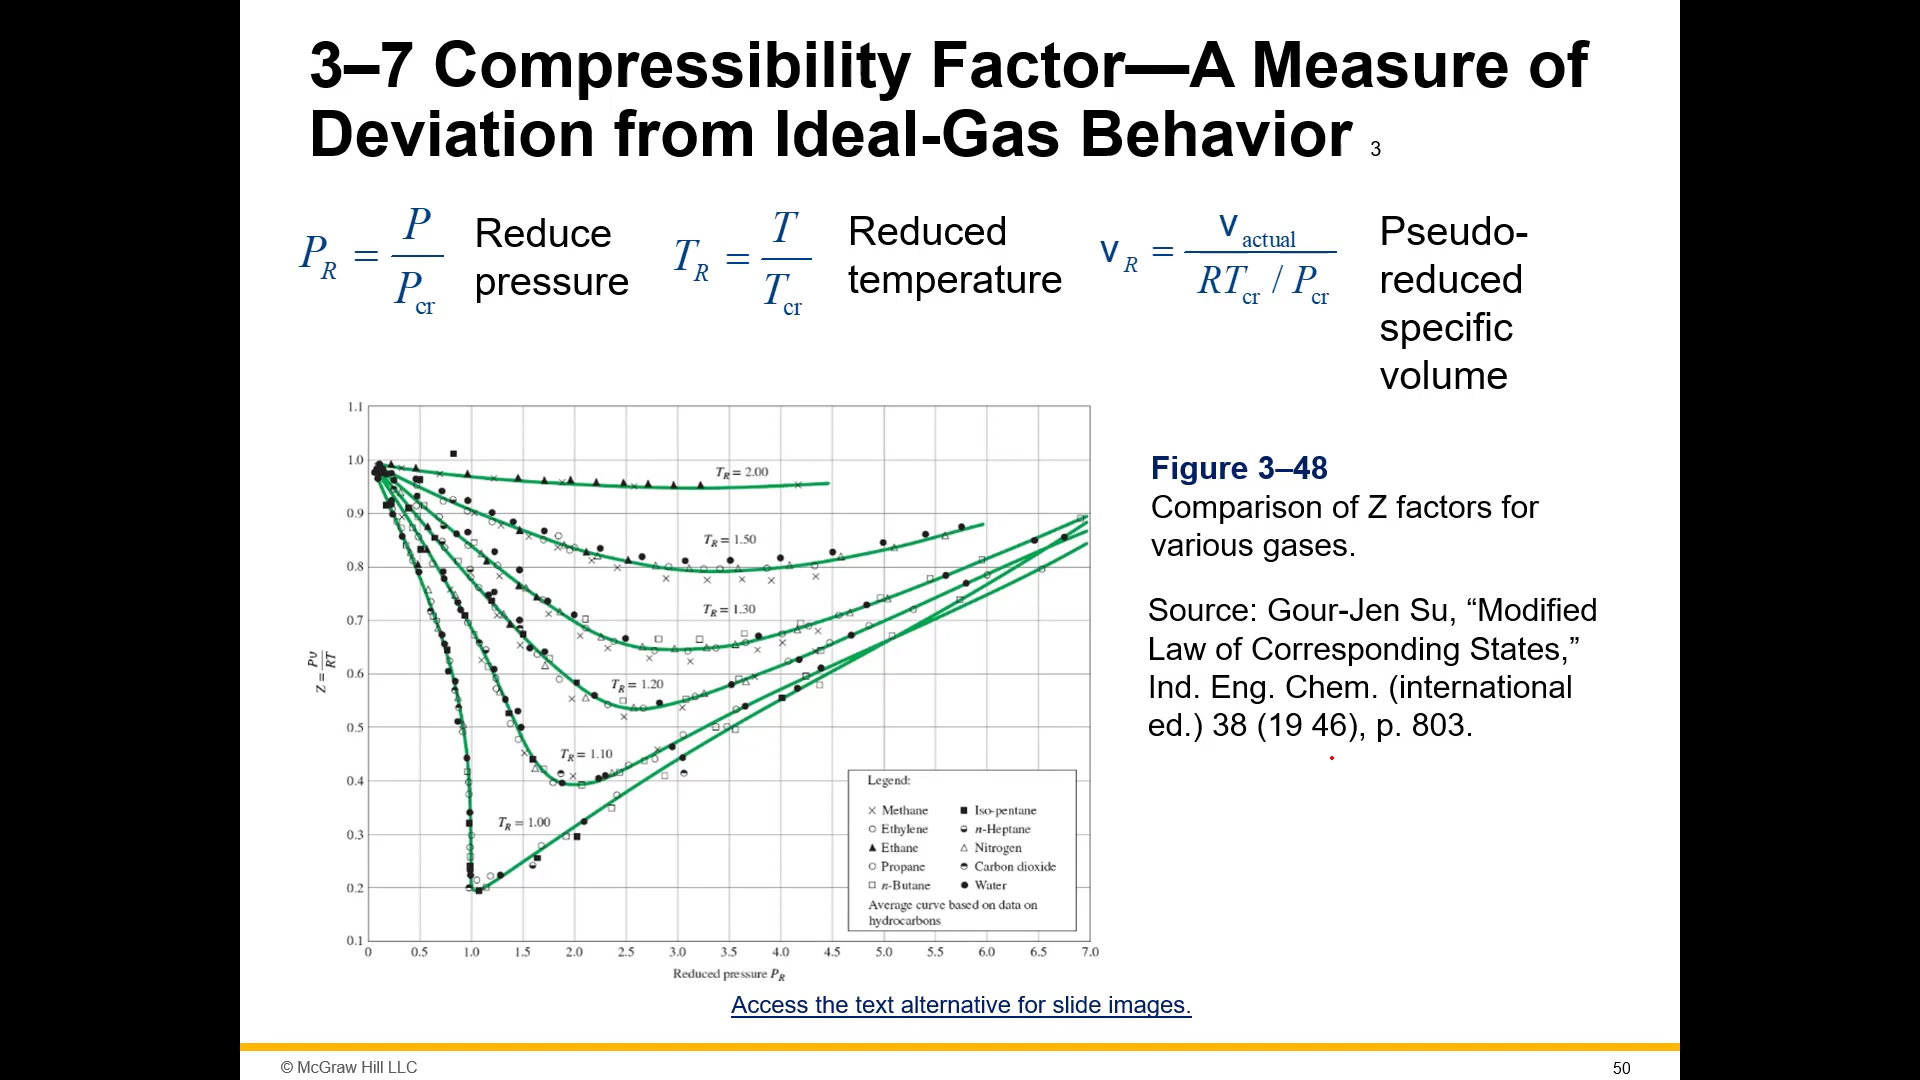 3–7 Compressibility Factor—A Measure of
Deviation from Ideal-Gas Behavior 3
P_R = P / P_cr
Reduce
pressure
T_R = T / T_cr
Reduced
temperature
v_R = v_actual / (RT_cr / P_cr)
Pseudo-
reduced
specific
volume
1.1
1.0
0.9
0.8
0.7
0.6
0.5
0.4
0.3
0.2
0.1
Z = Pυ / RT
T_R = 2.00
T_R = 1.50
T_R = 1.30
T_R = 1.20
T_R = 1.10
T_R = 1.00
Legend:
× Methane
○ Ethylene
▲ Ethane
○ Propane
□ n-Butane
■ Iso-pentane
◒ n-Heptane
△ Nitrogen
◓ Carbon dioxide
● Water
Average curve based on data on
hydrocarbons
0 0.5 1.0 1.5 2.0 2.5 3.0 3.5 4.0 4.5 5.0 5.5 6.0 6.5 7.0
Reduced pressure P_R
Figure 3–48
Comparison of Z factors for
various gases.
Source: Gour-Jen Su, “Modified
Law of Corresponding States,”
Ind. Eng. Chem. (international
ed.) 38 (19 46), p. 803.
Access the text alternative for slide images.
© McGraw Hill LLC
50